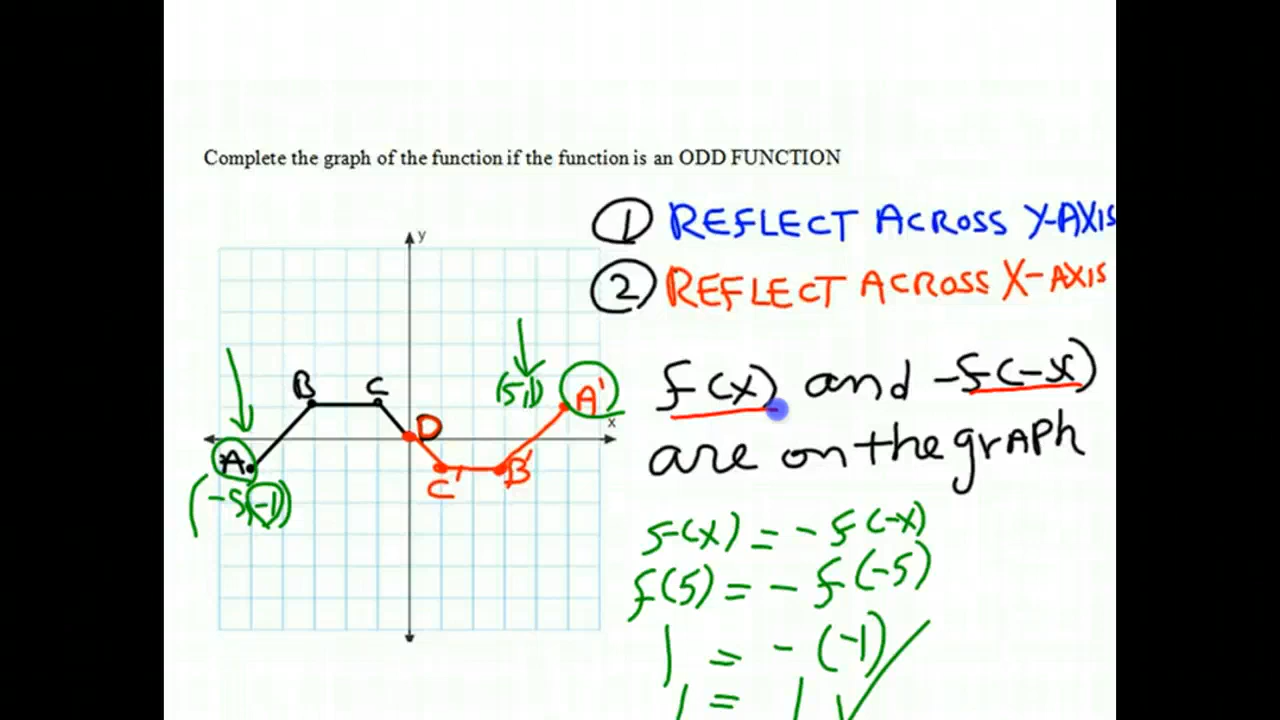 Complete the graph of the function if the function is an ODD FUNCTION
① REFLECT ACROSS Y-AXIS
② REFLECT ACROSS X-AXIS
y
f(x) and -f(-x)
are on the graph
B C (5,1) A'
x
D
A
C' B'
(-5,-1)
f(x) = -f(-x)
f(5) = -f(-5)
1 = -(-1)
1 = 1 ✓